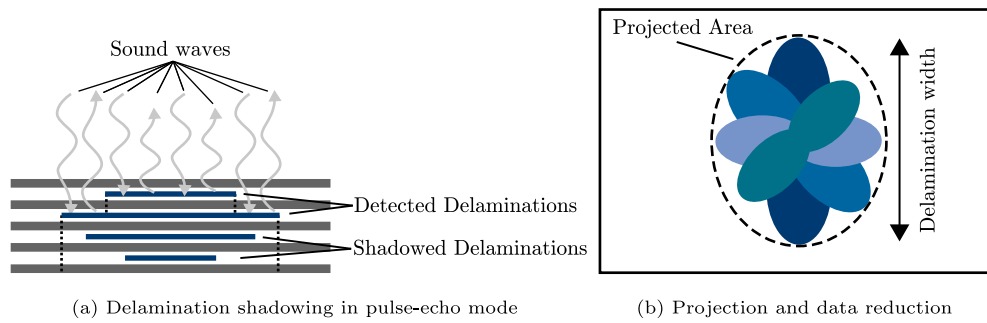 Sound waves
Detected Delaminations
Shadowed Delaminations
(a) Delamination shadowing in pulse-echo mode
Projected Area
Delamination width
(b) Projection and data reduction